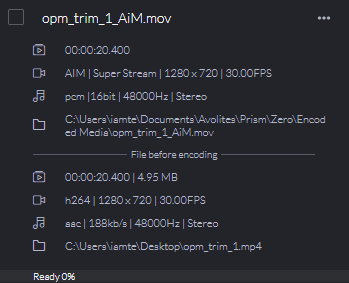 opm_trim_1_AiM.mov
00:00:20.400
AIM | Super Stream | 1280 x 720 | 30.00FPS
pcm |16bit | 48000Hz | Stereo
C:\Users\iamte\Documents\Avolites\Prism\Zero\Encod
ed Media\opm_trim_1_AiM.mov
File before encoding
00:00:20.400 | 4.95 MB
h264 | 1280 x 720 | 30.00FPS
aac | 188kb/s | 48000Hz | Stereo
C:\Users\iamte\Desktop\opm_trim_1.mp4
Ready 0%